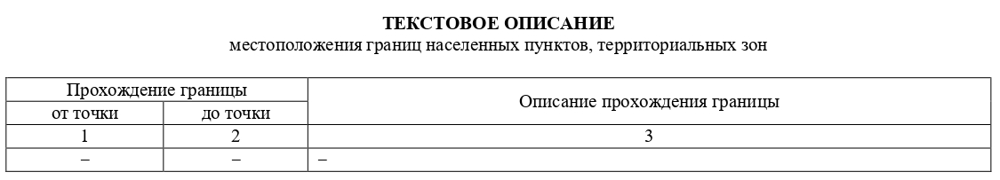 ТЕКСТОВОЕ ОПИСАНИЕ
местоположения границ населенных пунктов, территориальных зон
Прохождение границы
Описание прохождения границы
от точки до точки
1 2 3
– – –